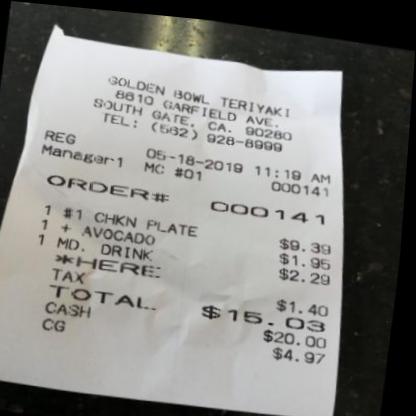 GOLDEN BOWL TERIYAKI
8610 GARFIELD AVE.
SOUTH GATE, CA. 90280
TEL: (562) 928-8999
REG 05-18-2019 11:19 AM
Manager1 MC #01 000141
ORDER# 000141
1 #1 CHKN PLATE $9.39
1 + AVOCADO $1.95
1 MD. DRINK $2.29
*HERE
TAX $1.40
TOTAL $15.03
CASH $20.00
CG $4.97